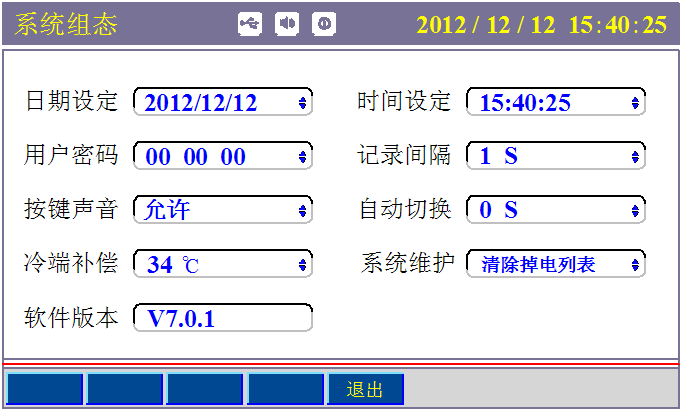 系统组态 2012 / 12 / 12 15:40:25
日期设定 2012/12/12 时间设定 15:40:25
用户密码 00 00 00 记录间隔 1 S
按键声音 允许 自动切换 0 S
冷端补偿 34 ℃ 系统维护 清除掉电列表
软件版本 V7.0.1
退出